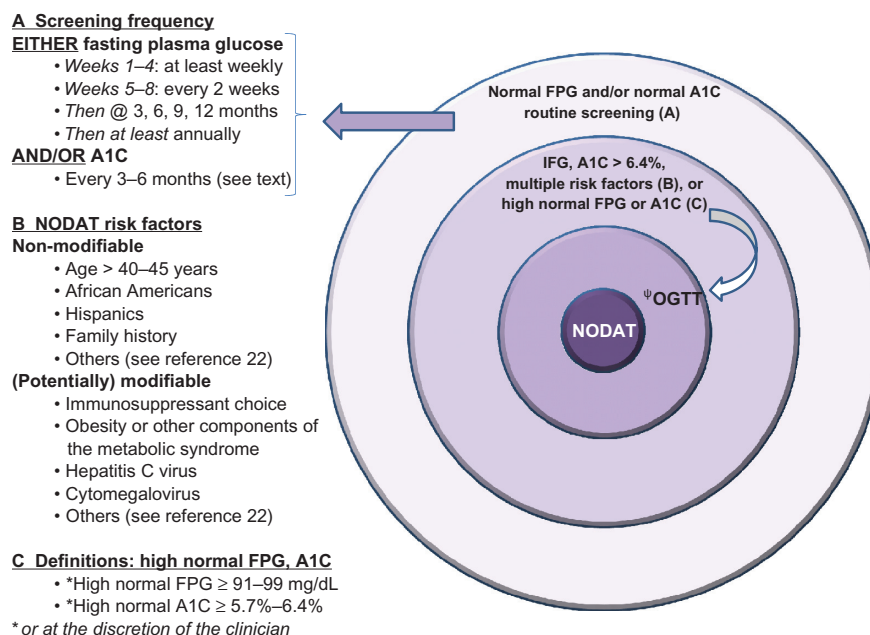 A Screening frequency
EITHER fasting plasma glucose
• Weeks 1–4: at least weekly
• Weeks 5–8: every 2 weeks
• Then @ 3, 6, 9, 12 months
• Then at least annually
AND/OR A1C
• Every 3–6 months (see text)
B NODAT risk factors
Non-modifiable
• Age > 40–45 years
• African Americans
• Hispanics
• Family history
• Others (see reference 22)
(Potentially) modifiable
• Immunosuppressant choice
• Obesity or other components of
the metabolic syndrome
• Hepatitis C virus
• Cytomegalovirus
• Others (see reference 22)
C Definitions: high normal FPG, A1C
• *High normal FPG ≥ 91–99 mg/dL
• *High normal A1C ≥ 5.7%–6.4%
* or at the discretion of the clinician
Normal FPG and/or normal A1C
routine screening (A)
IFG, A1C > 6.4%,
multiple risk factors (B), or
high normal FPG or A1C (C)
ΨOGTT
NODAT